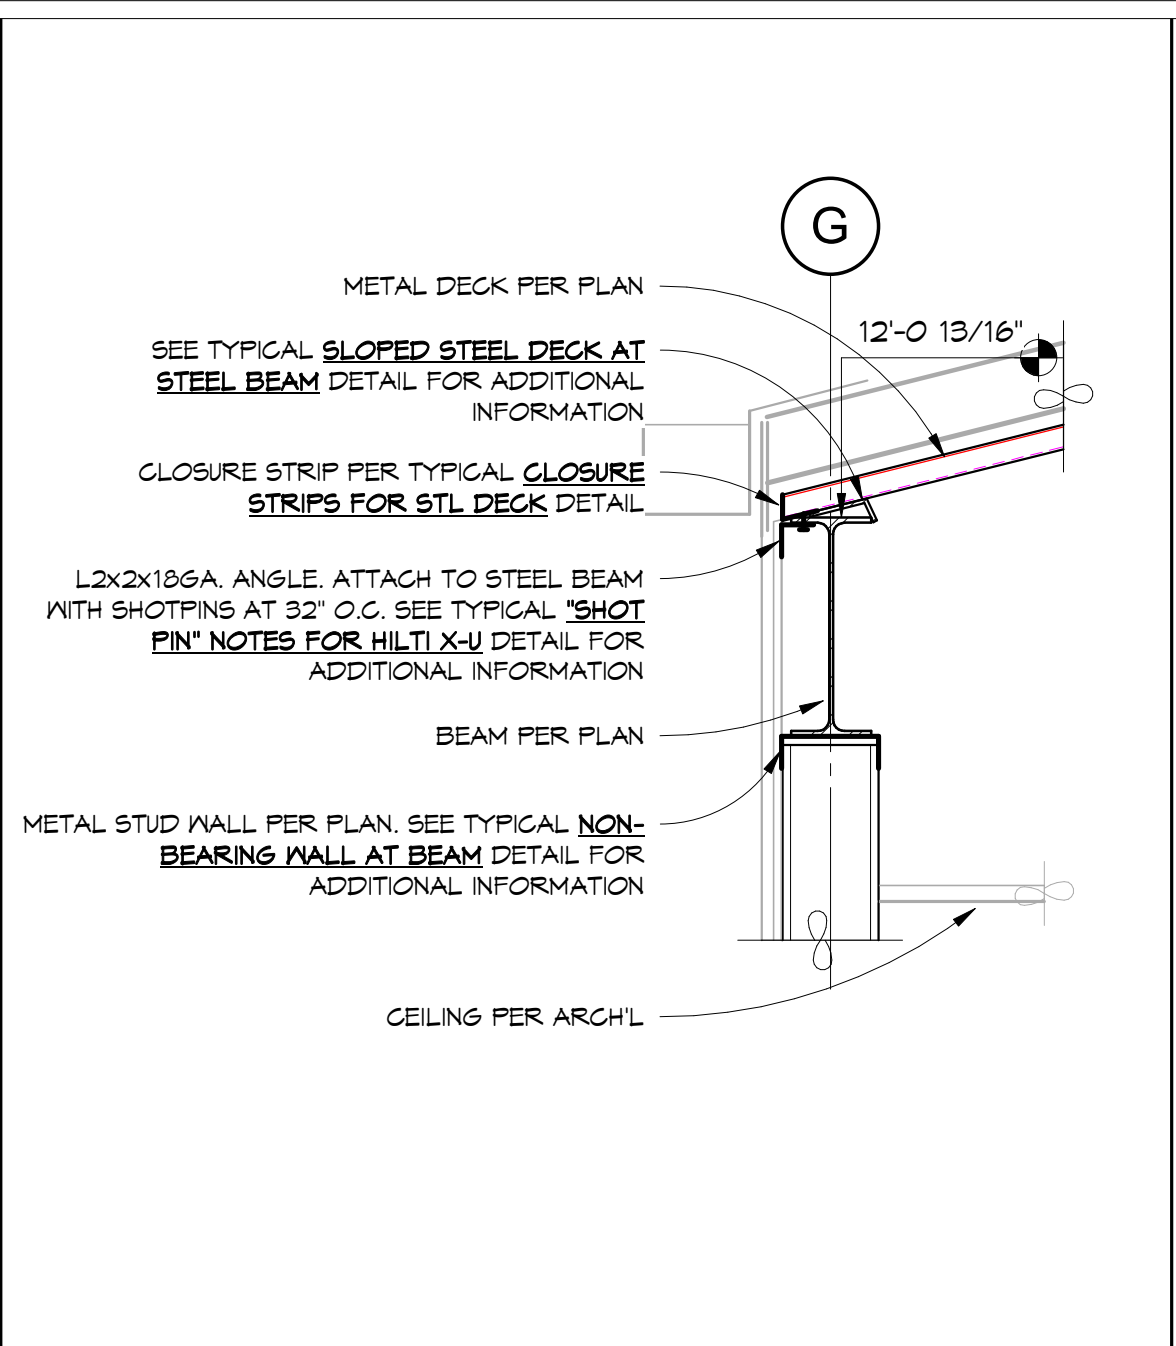 G
METAL DECK PER PLAN
12'-0 13/16"
SEE TYPICAL SLOPED STEEL DECK AT
STEEL BEAM DETAIL FOR ADDITIONAL
INFORMATION
CLOSURE STRIP PER TYPICAL CLOSURE
STRIPS FOR STL DECK DETAIL
L2x2x18GA. ANGLE. ATTACH TO STEEL BEAM
WITH SHOTPINS AT 32" O.C. SEE TYPICAL "SHOT
PIN" NOTES FOR HILTI X-U DETAIL FOR
ADDITIONAL INFORMATION
BEAM PER PLAN
METAL STUD WALL PER PLAN. SEE TYPICAL NON-
BEARING WALL AT BEAM DETAIL FOR
ADDITIONAL INFORMATION
CEILING PER ARCH'L